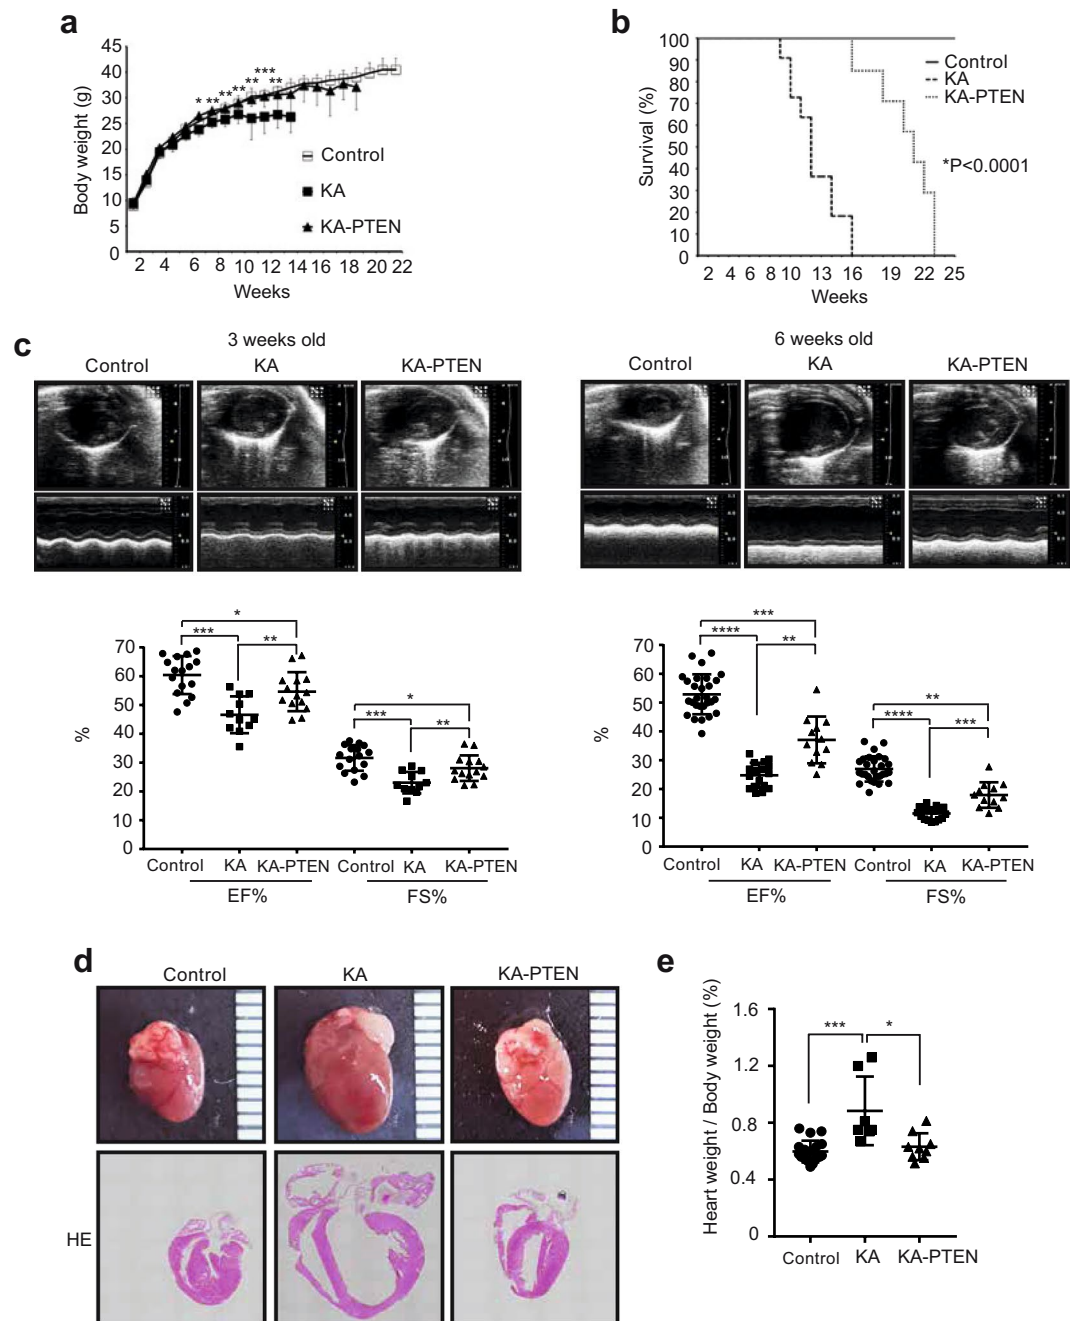 a
45
40
35
30
25
20
15
10
5
0
Body weight (g)
* ** ** ** ** *** **
Control
KA
KA-PTEN
2 4 6 8 10 12 14 16 18 20 22
Weeks
b
100
90
80
70
60
50
40
30
20
10
0
Survival (%)
Control
KA
KA-PTEN
*P<0.0001
2 4 6 8 10 13 16 19 22 25
Weeks
c
3 weeks old
Control KA KA-PTEN
6 weeks old
Control KA KA-PTEN
*
*** **
*
*** **
70
60
50
40
30
20
10
0
%
Control KA KA-PTEN Control KA KA-PTEN
EF% FS%
***
**** **
**
**** ***
70
60
50
40
30
20
10
0
%
Control KA KA-PTEN Control KA KA-PTEN
EF% FS%
d
Control KA KA-PTEN
HE
e
Heart weight / Body weight (%)
1.6
1.2
0.8
0.4
0
*** *
Control KA KA-PTEN